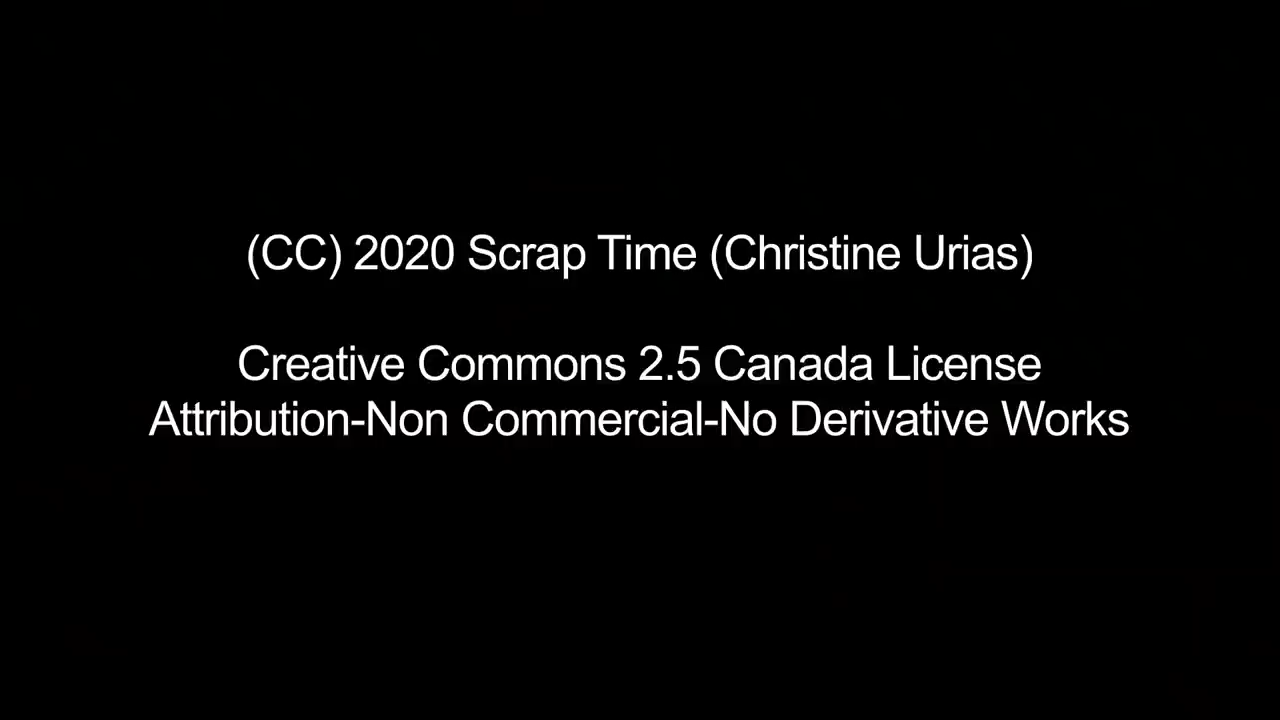 (CC) 2020 Scrap Time (Christine Urias)
Creative Commons 2.5 Canada License
Attribution-Non Commercial-No Derivative Works